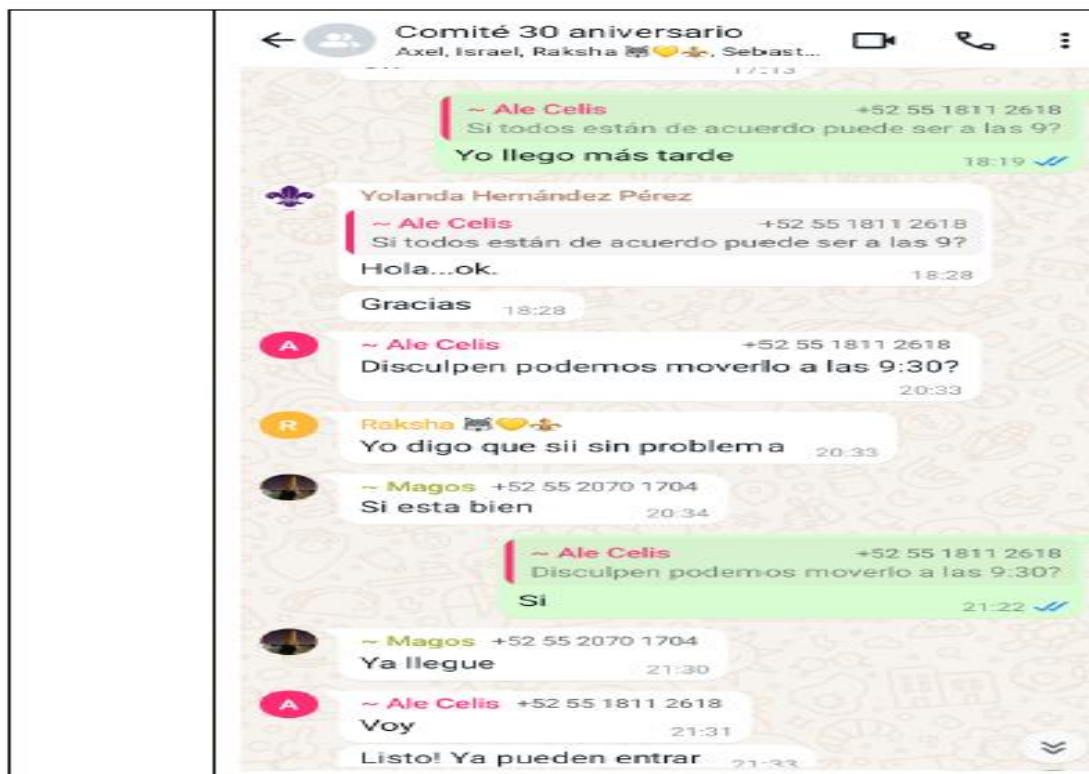 Comité 30 aniversario
Axel, Israel, Raksha 🐺💛⚜️, Sebast...
17:13
~ Ale Celis +52 55 1811 2618
Si todos están de acuerdo puede ser a las 9?
Yo llego más tarde 18:19
Yolanda Hernández Pérez
~ Ale Celis +52 55 1811 2618
Si todos están de acuerdo puede ser a las 9?
Hola...ok. 18:28
Gracias 18:28
A ~ Ale Celis +52 55 1811 2618
Disculpen podemos moverlo a las 9:30?
20:33
R Raksha 🐺💛⚜️
Yo digo que sii sin problema 20:33
~ Magos +52 55 2070 1704
Si esta bien 20:34
~ Ale Celis +52 55 1811 2618
Disculpen podemos moverlo a las 9:30?
Si 21:22
~ Magos +52 55 2070 1704
Ya llegue 21:30
A ~ Ale Celis +52 55 1811 2618
Voy 21:31
Listo! Ya pueden entrar 21:33